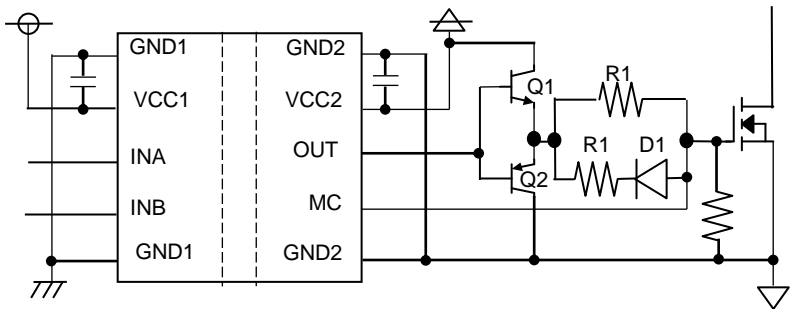 GND1
VCC1
INA
INB
GND1
GND2
VCC2
OUT
MC
GND2
Q1
Q2
R1
R1
D1